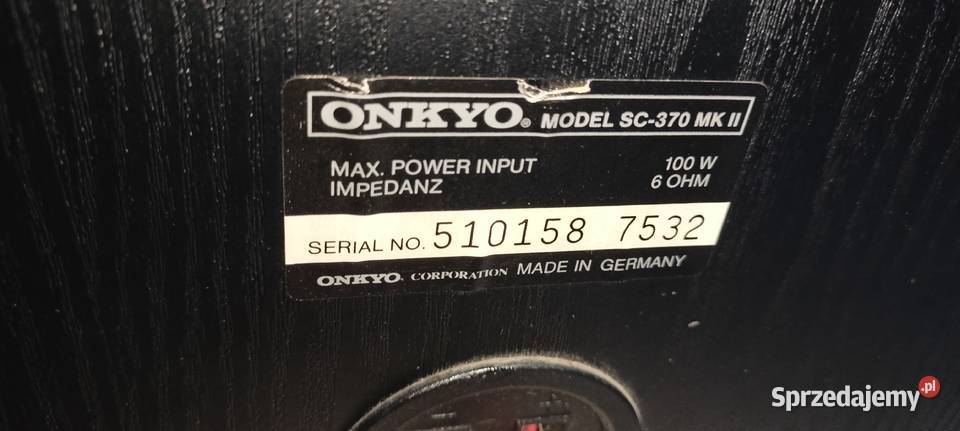 ONKYO® MODEL SC-370 MK II
MAX. POWER INPUT 100 W
IMPEDANZ 6 OHM
SERIAL NO. 510158 7532
ONKYO. CORPORATION MADE IN GERMANY
Sprzedajemy.pl